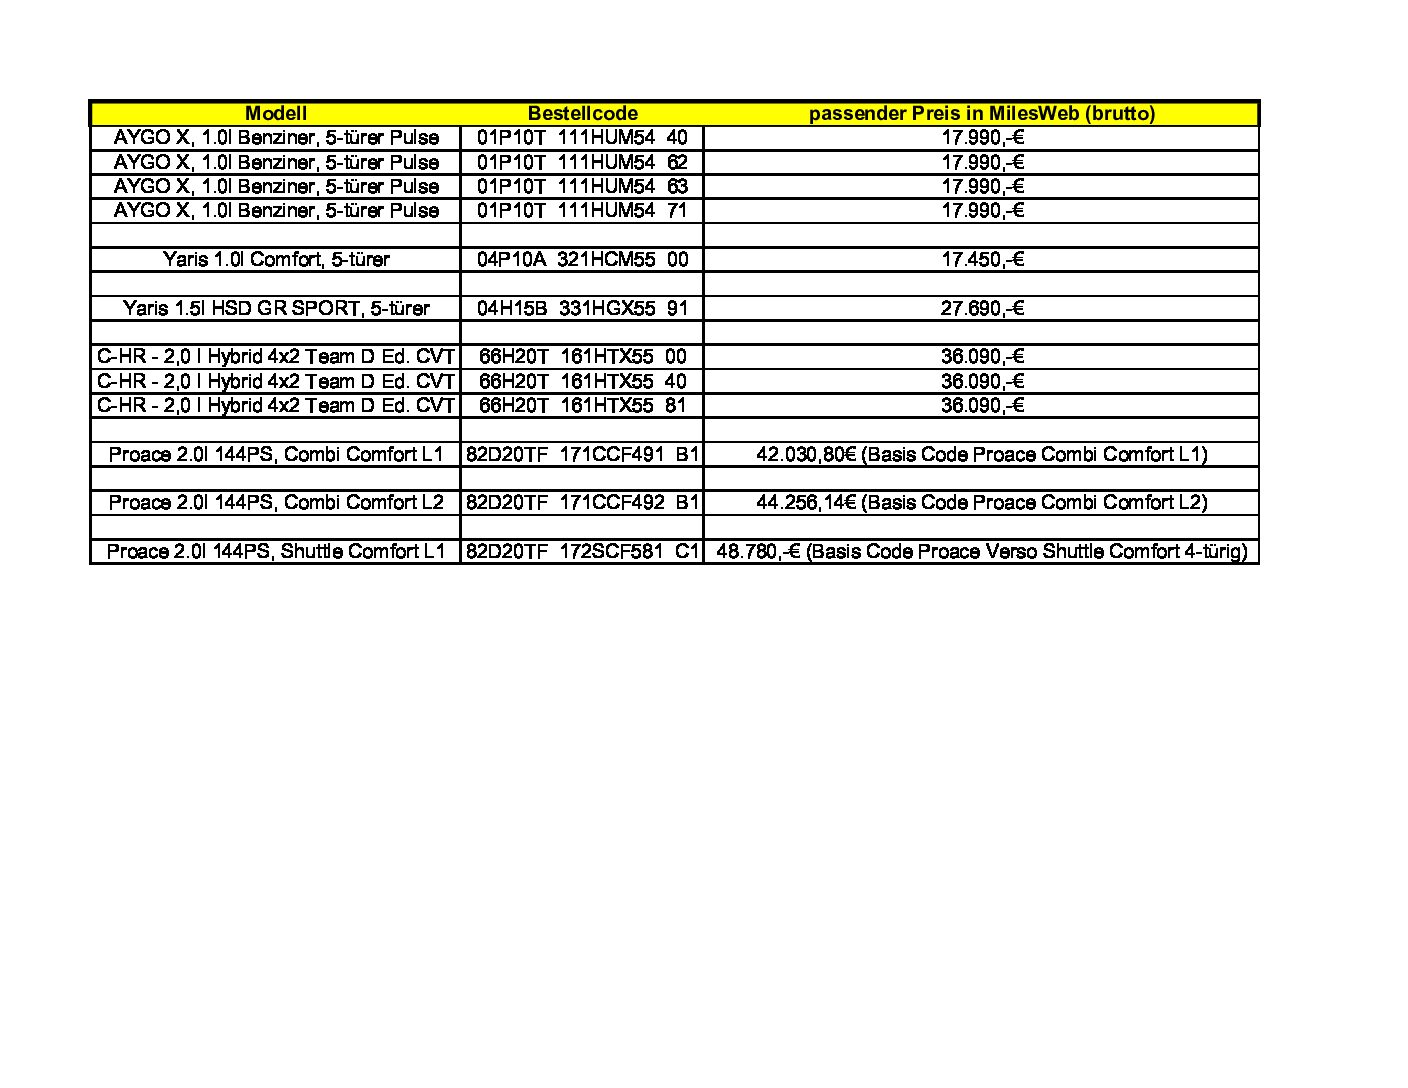 Modell Bestellcode passender Preis in MilesWeb (brutto)
AYGO X, 1.0l Benziner, 5-türer Pulse 01P10T 111HUM54 40 17.990,-€
AYGO X, 1.0l Benziner, 5-türer Pulse 01P10T 111HUM54 62 17.990,-€
AYGO X, 1.0l Benziner, 5-türer Pulse 01P10T 111HUM54 63 17.990,-€
AYGO X, 1.0l Benziner, 5-türer Pulse 01P10T 111HUM54 71 17.990,-€
Yaris 1.0l Comfort, 5-türer 04P10A 321HCM55 00 17.450,-€
Yaris 1.5l HSD GR SPORT, 5-türer 04H15B 331HGX55 91 27.690,-€
C-HR - 2,0 l Hybrid 4x2 Team D Ed. CVT 66H20T 161HTX55 00 36.090,-€
C-HR - 2,0 l Hybrid 4x2 Team D Ed. CVT 66H20T 161HTX55 40 36.090,-€
C-HR - 2,0 l Hybrid 4x2 Team D Ed. CVT 66H20T 161HTX55 81 36.090,-€
Proace 2.0l 144PS, Combi Comfort L1 82D20TF 171CCF491 B1 42.030,80€ (Basis Code Proace Combi Comfort L1)
Proace 2.0l 144PS, Combi Comfort L2 82D20TF 171CCF492 B1 44.256,14€ (Basis Code Proace Combi Comfort L2)
Proace 2.0l 144PS, Shuttle Comfort L1 82D20TF 172SCF581 C1 48.780,-€ (Basis Code Proace Verso Shuttle Comfort 4-türig)